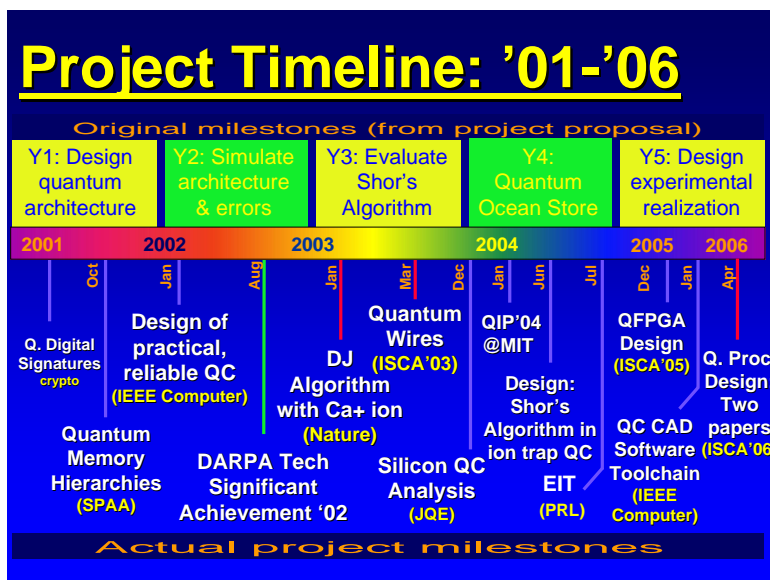 Project Timeline: ’01-’06
Original milestones (from project proposal)
Y1: Design
quantum
architecture
Y2: Simulate
architecture
& errors
Y3: Evaluate
Shor’s
Algorithm
Y4:
Quantum
Ocean Store
Y5: Design
experimental
realization
2001 2002 2003 2004 2005 2006
Oct Jan Aug Jan Mar Dec Jan Jun Jul Dec Jan Apr
Q. Digital
Signatures
crypto
Quantum
Memory
Hierarchies
(SPAA)
Design of
practical,
reliable QC
(IEEE Computer)
DARPA Tech
Significant
Achievement ‘02
DJ
Algorithm
with Ca+ ion
(Nature)
Quantum
Wires
(ISCA’03)
Silicon QC
Analysis
(JQE)
QIP’04
@MIT
Design:
Shor’s
Algorithm in
ion trap QC
EIT
(PRL)
QFPGA
Design
(ISCA’05)
QC CAD
Software
Toolchain
(IEEE
Computer)
Q. Proc
Design
Two
papers
(ISCA’06
Actual project milestones